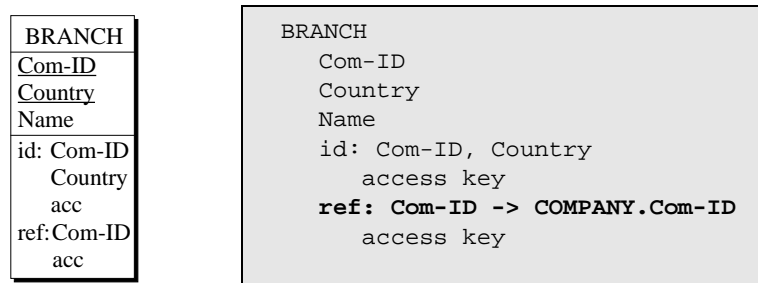 BRANCH
Com-ID
Country
Name
id: Com-ID
Country
acc
ref:Com-ID
acc
BRANCH
Com-ID
Country
Name
id: Com-ID, Country
access key
ref: Com-ID -> COMPANY.Com-ID
access key